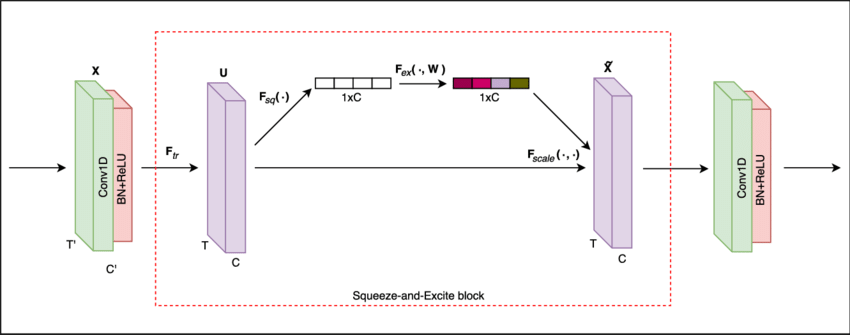 X
Conv1D
BN+ReLU
T'
C'
F_tr
U
T
C
F_sq(·)
1xC
F_ex(·, W)
1xC
F_scale(·, ·)
X̃
T
C
Conv1D
BN+ReLU
Squeeze-and-Excite block